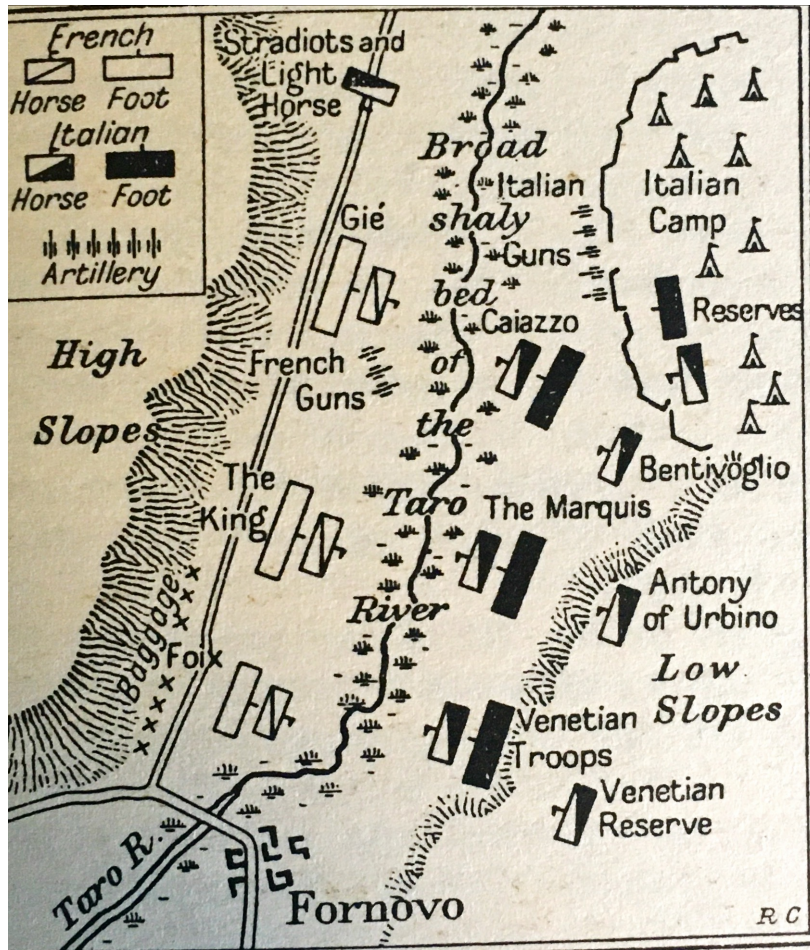 French
Horse Foot
Italian
Horse Foot
Artillery
Stradiots and
Light
Horse
Broad
shaly
bed
of
the
Taro
River
Italian
Guns
Italian
Camp
Gié
Reserves
Caiazzo
High
Slopes
French
Guns
Bentivoglio
The
King
The Marquis
Antony
of Urbino
Baggage
Foix
Low
Slopes
Venetian
Troops
Venetian
Reserve
Taro R.
Fornovo
R C